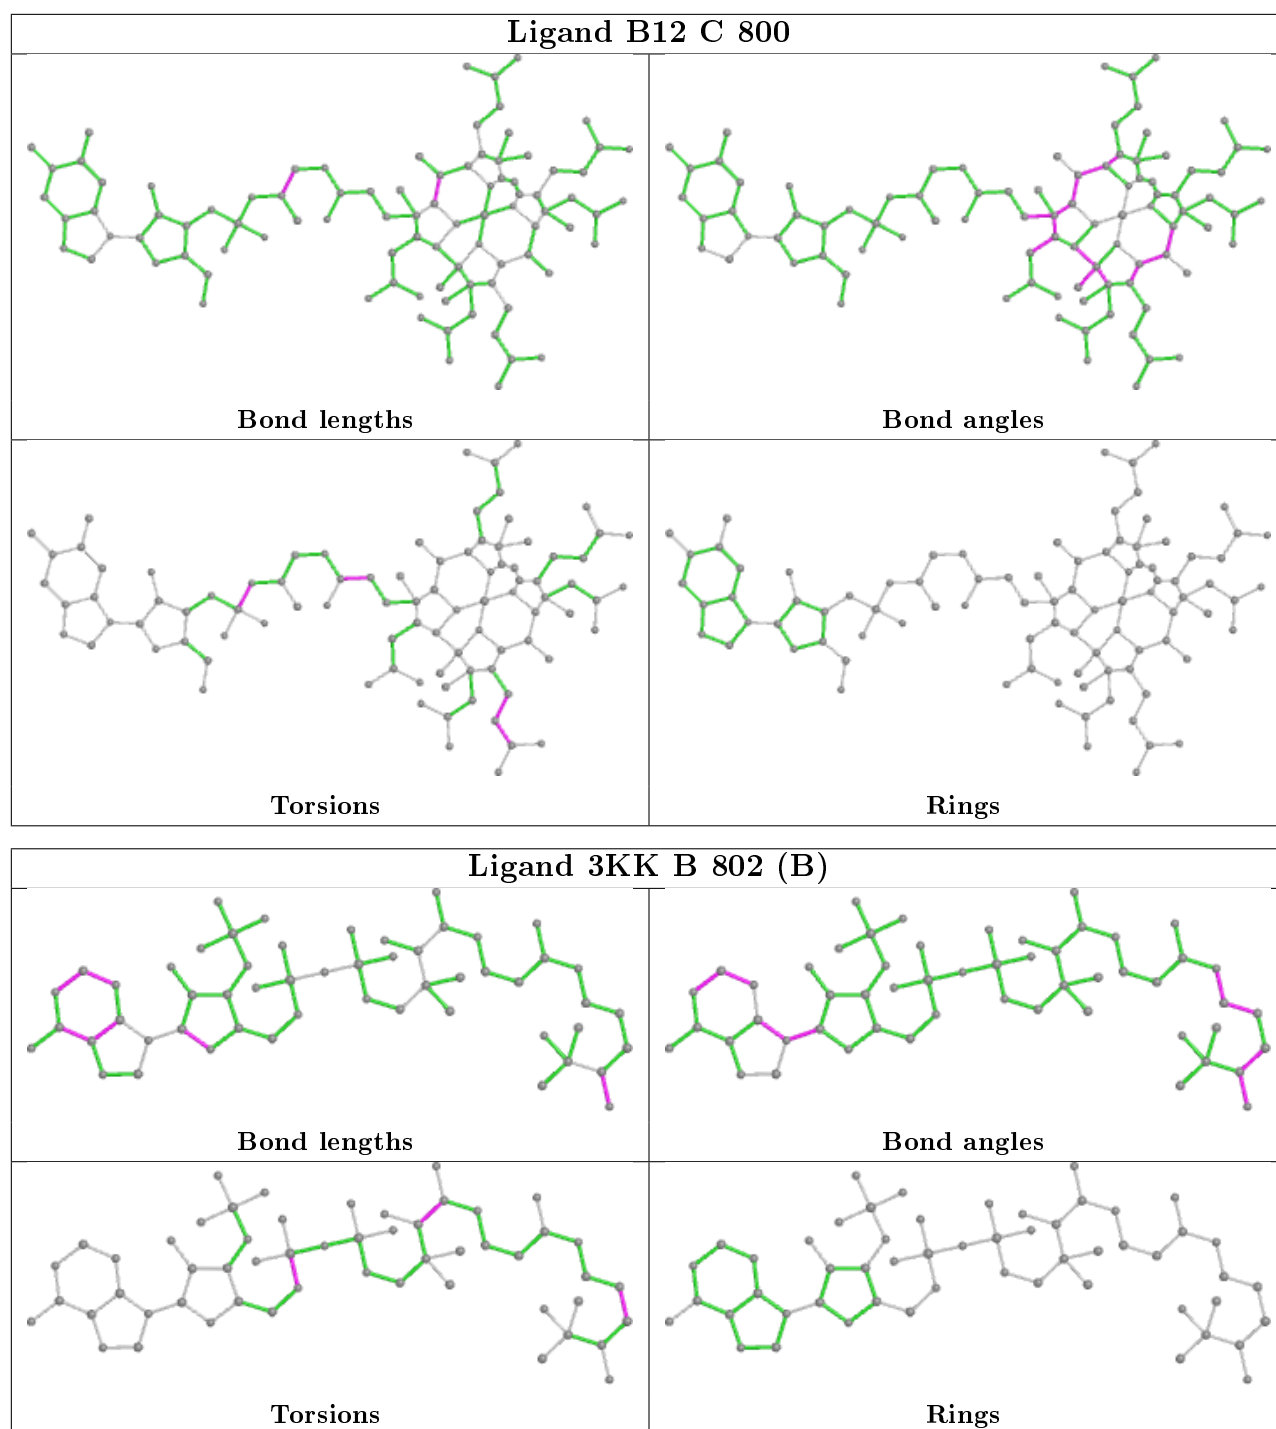 Ligand B12 C 800
Bond lengths
Bond angles
Torsions
Rings
Ligand 3KK B 802 (B)
Bond lengths
Bond angles
Torsions
Rings